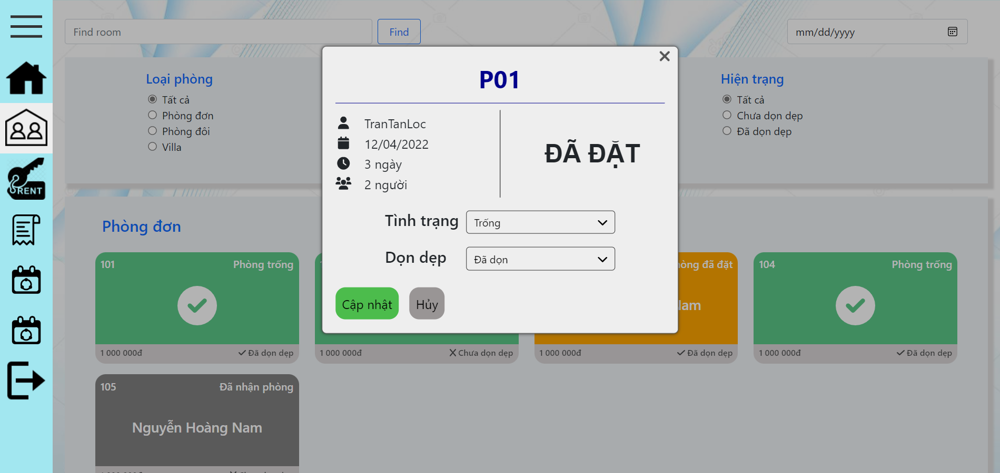 Find room
Find
mm/dd/yyyy
Loại phòng
Tất cả
Phòng đơn
Phòng đôi
Villa
Hiện trạng
Tất cả
Chưa dọn dẹp
Đã dọn dẹp
P01
TranTanLoc
12/04/2022
3 ngày
2 người
ĐÃ ĐẶT
Tình trạng
Trống
Dọn dẹp
Đã dọn
Cập nhật
Hủy
RENT
Phòng đơn
101
Phòng trống
1 000 000đ
Đã dọn dẹp
1 000 000đ
Chưa dọn dẹp
đã đặt
1 000 000đ
Đã dọn dẹp
104
Phòng trống
1 000 000đ
Đã dọn dẹp
105
Đã nhận phòng
Nguyễn Hoàng Nam